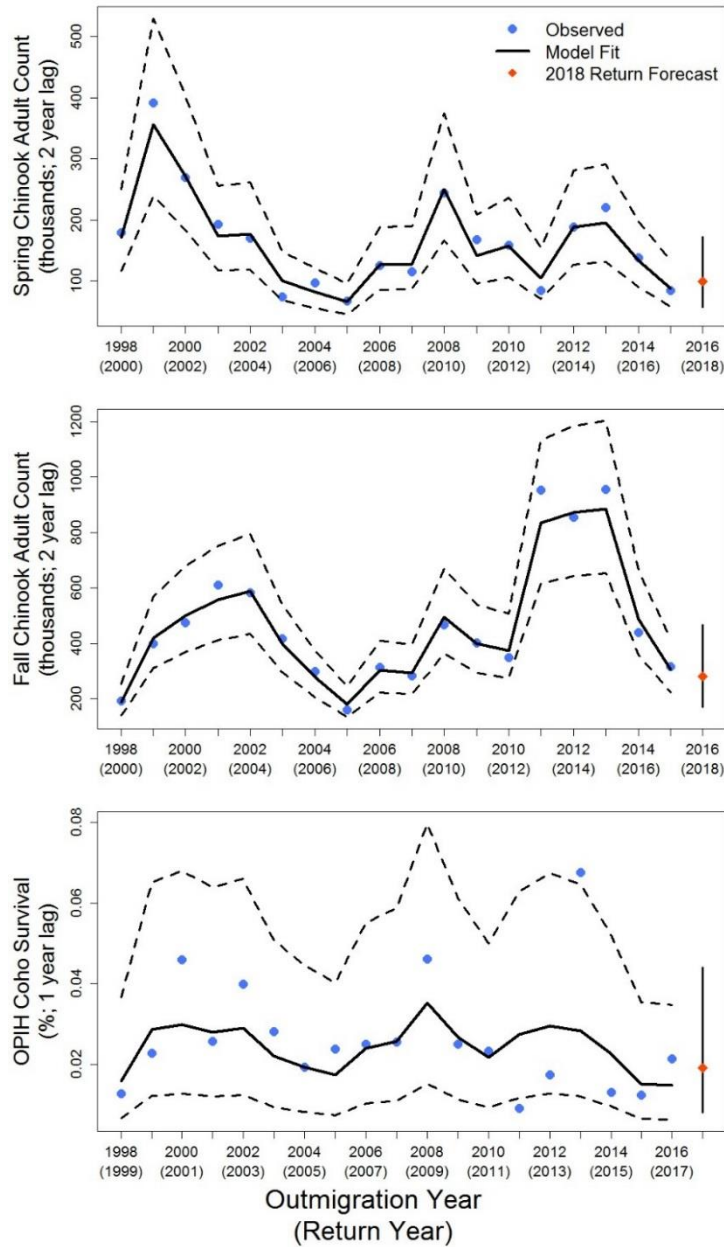 Spring Chinook Adult Count
(thousands; 2 year lag)
500
400
300
200
100
Observed
Model Fit
2018 Return Forecast
1998 2000 2002 2004 2006 2008 2010 2012 2014 2016
(2000) (2002) (2004) (2006) (2008) (2010) (2012) (2014) (2016) (2018)
Fall Chinook Adult Count
(thousands; 2 year lag)
1200
1000
800
600
400
200
1998 2000 2002 2004 2006 2008 2010 2012 2014 2016
(2000) (2002) (2004) (2006) (2008) (2010) (2012) (2014) (2016) (2018)
OPIH Coho Survival
(%; 1 year lag)
0.08
0.06
0.04
0.02
1998 2000 2002 2004 2006 2008 2010 2012 2014 2016
(1999) (2001) (2003) (2005) (2007) (2009) (2011) (2013) (2015) (2017)
Outmigration Year
(Return Year)